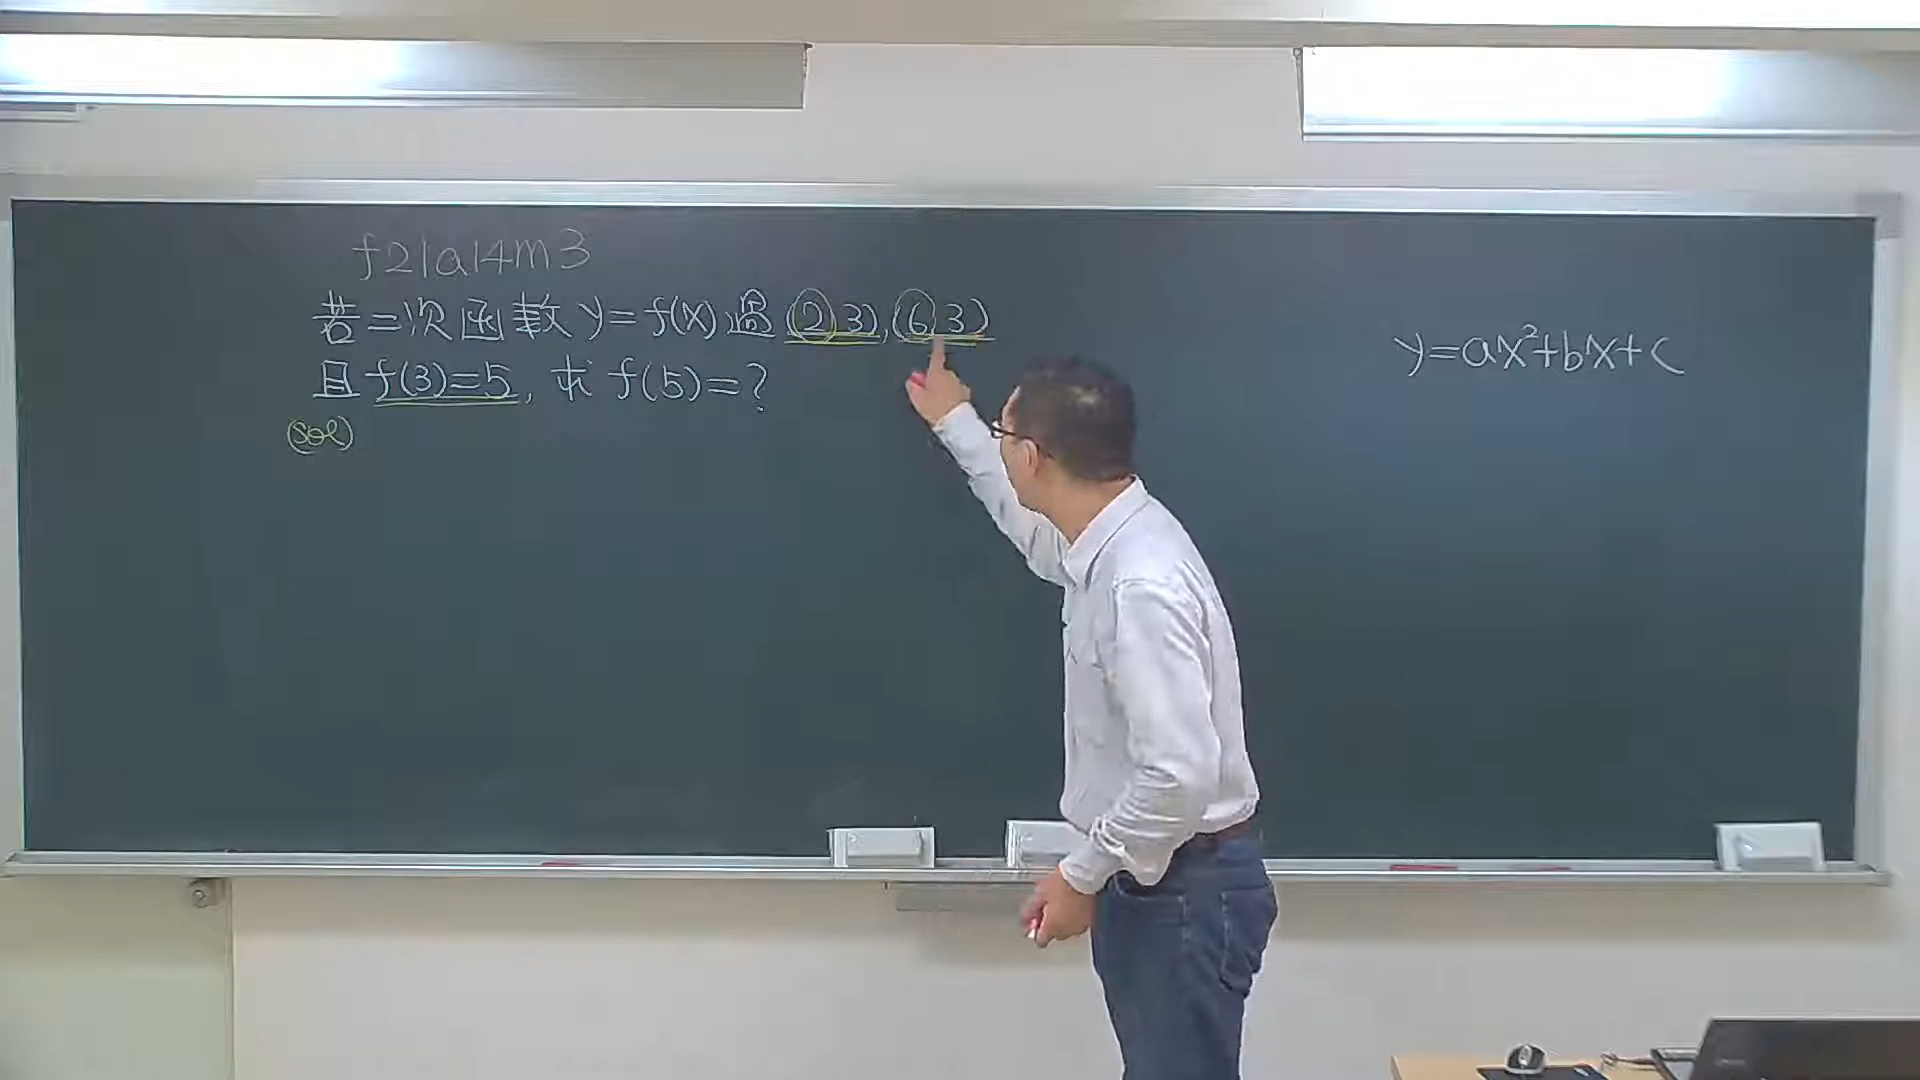 f21a14m3
若二次函數 y=f(x) 過 (2,3),(6,3)
且 f(3)=5, 求 f(5)=?
(sol)
y=ax²+bx+c